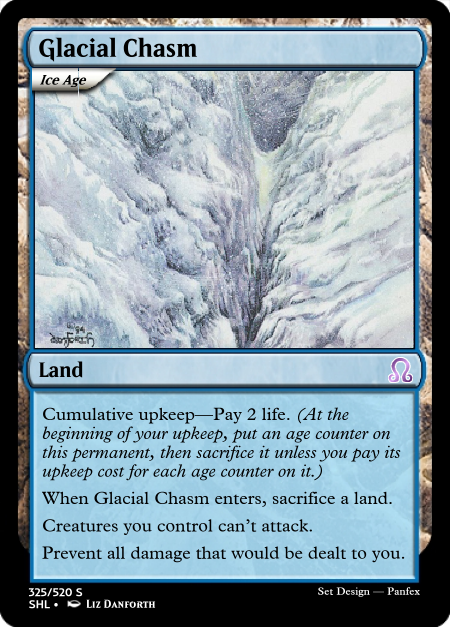 Glacial Chasm
Ice Age
Land
Cumulative upkeep—Pay 2 life. (At the
beginning of your upkeep, put an age counter on
this permanent, then sacrifice it unless you pay its
upkeep cost for each age counter on it.)
When Glacial Chasm enters, sacrifice a land.
Creatures you control can't attack.
Prevent all damage that would be dealt to you.
325/520 S
Set Design — Panfex
SHL • Liz Danforth